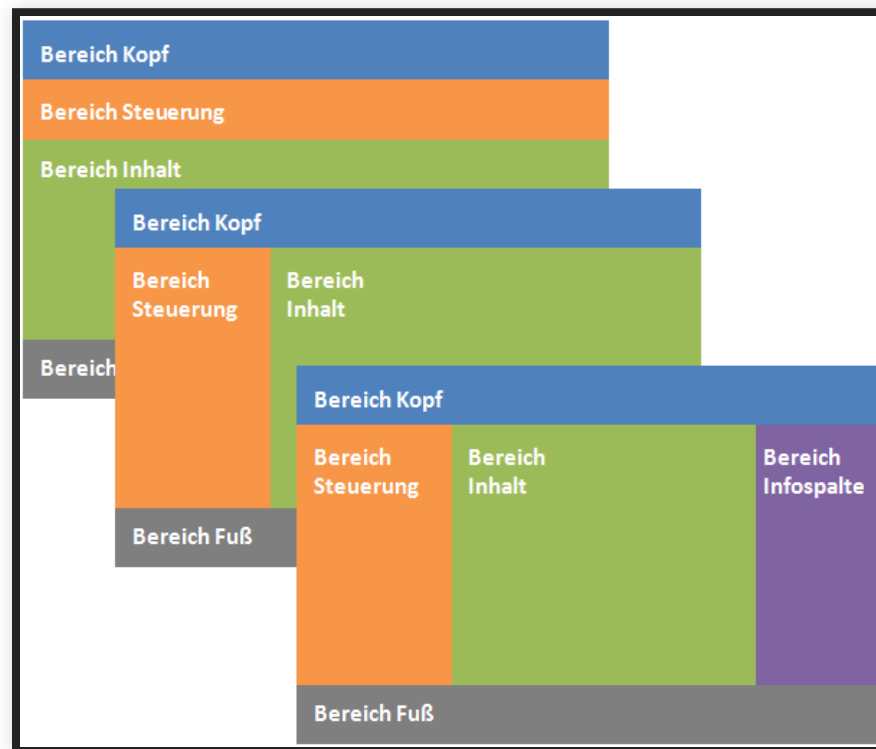 Bereich Kopf
Bereich Steuerung
Bereich Inhalt
Bereich
Bereich Kopf
Bereich
Steuerung
Bereich
Inhalt
Bereich Fuß
Bereich Kopf
Bereich
Steuerung
Bereich
Inhalt
Bereich
Infospalte
Bereich Fuß